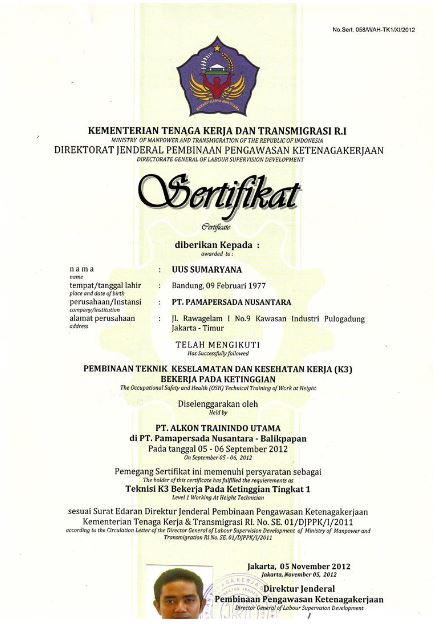 No.Sert. 058/WAH-TK1/XI/2012
KEMENTERIAN TENAGA KERJA DAN TRANSMIGRASI R.I
MINISTRY OF MANPOWER AND TRANSMIGRATION OF THE REPUBLIC OF INDONESIA
DIREKTORAT JENDERAL PEMBINAAN PENGAWASAN KETENAGAKERJAAN
DIRECTORATE GENERAL OF LABOUR SUPERVISION DEVELOPMENT
Sertifikat
Certificate
diberikan Kepada :
awarded to :
n a m a : UUS SUMARYANA
name
tempat/tanggal lahir : Bandung, 09 Februari 1977
place and date of birth
perusahaan/Instansi : PT. PAMAPERSADA NUSANTARA
company/institution
alamat perusahaan : Jl. Rawagelam I No.9 Kawasan Industri Pulogadung
address
Jakarta - Timur
TELAH MENGIKUTI
Has Successfully followed
PEMBINAAN TEKNIK KESELAMATAN DAN KESEHATAN KERJA (K3)
BEKERJA PADA KETINGGIAN
The Occupational Safety and Health (OSH) Technical Training of Work at Height
Diselenggarakan oleh
Held by
PT. ALKON TRAININDO UTAMA
di PT. Pamapersada Nusantara - Balikpapan
Pada tanggal 05 - 06 September 2012
On September 05 - 06, 2012
Pemegang Sertifikat ini memenuhi persyaratan sebagai
The holder of this certificate has fulfilled the requirements as
Teknisi K3 Bekerja Pada Ketinggian Tingkat 1
Level 1 Working At Height Technician
sesuai Surat Edaran Direktur Jenderal Pembinaan Pengawasan Ketenagakerjaan
Kementerian Tenaga Kerja & Transmigrasi RI. No. SE. 01/DJPPK/I/2011
according to the Circulation Letter of the Director General of Labour Supervision Development of Ministry of Manpower and
Transmigration RI No. SE. 01/DJPPK/I/2011
Jakarta, 05 November 2012
Jakarta, November 05, 2012
Direktur Jenderal
Pembinaan Pengawasan Ketenagakerjaan
Director General of Labour Supervision Development